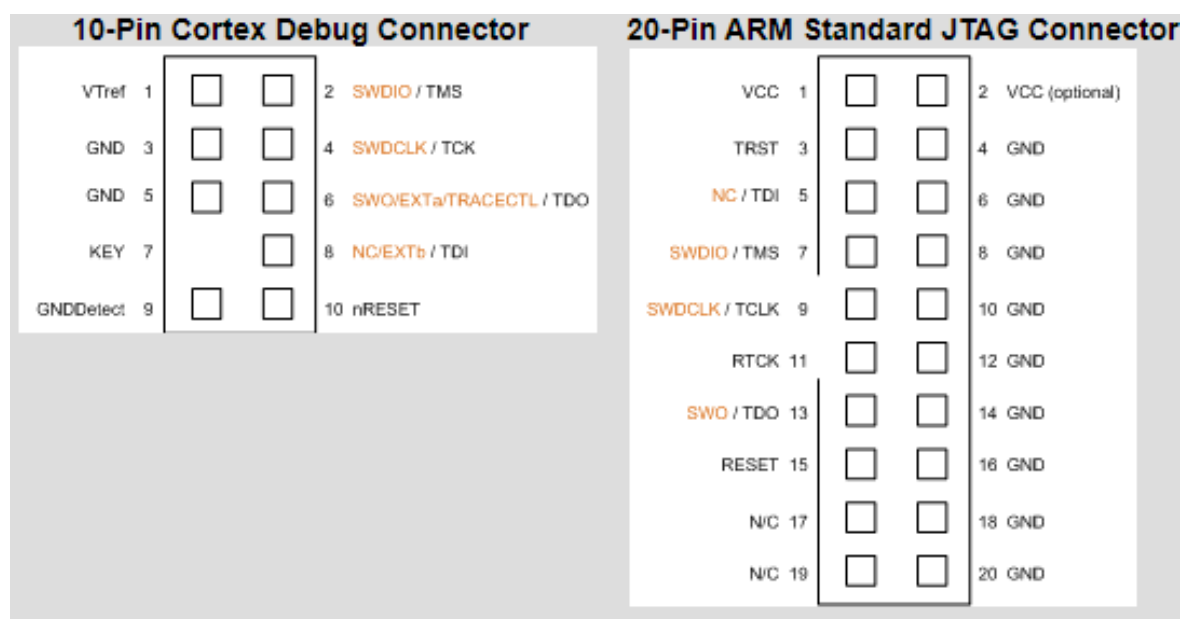 10-Pin Cortex Debug Connector
VTref 1 2 SWDIO / TMS
GND 3 4 SWDCLK / TCK
GND 5 6 SWO/EXTa/TRACECTL / TDO
KEY 7 8 NC/EXTb / TDI
GNDDetect 9 10 nRESET
20-Pin ARM Standard JTAG Connector
VCC 1 2 VCC (optional)
TRST 3 4 GND
NC / TDI 5 6 GND
SWDIO / TMS 7 8 GND
SWDCLK / TCLK 9 10 GND
RTCK 11 12 GND
SWO / TDO 13 14 GND
RESET 15 16 GND
N/C 17 18 GND
N/C 19 20 GND